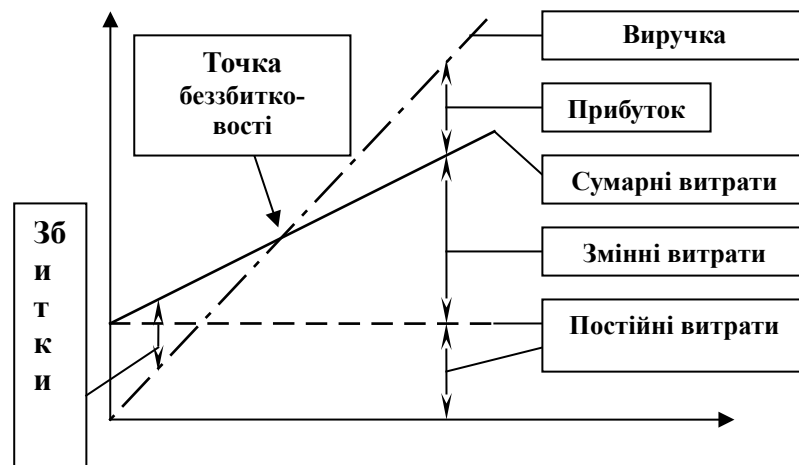 Точка
беззбитко-
вості
Виручка
Прибуток
Сумарні витрати
Змінні витрати
Постійні витрати
Зб
и
т
к
и